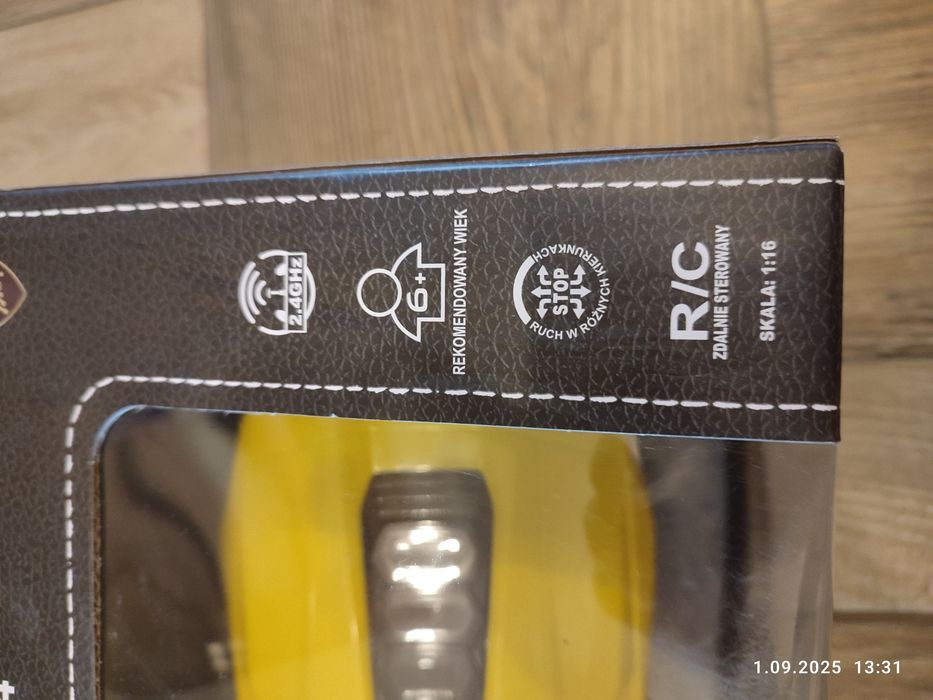 2.4GHz
6+
REKOMENDOWANY WIEK
STOP
RUCH W RÓŻNYCH KIERUNKACH
R/C
ZDALNIE STEROWANY
SKALA: 1:16
1.09.2025 13:31